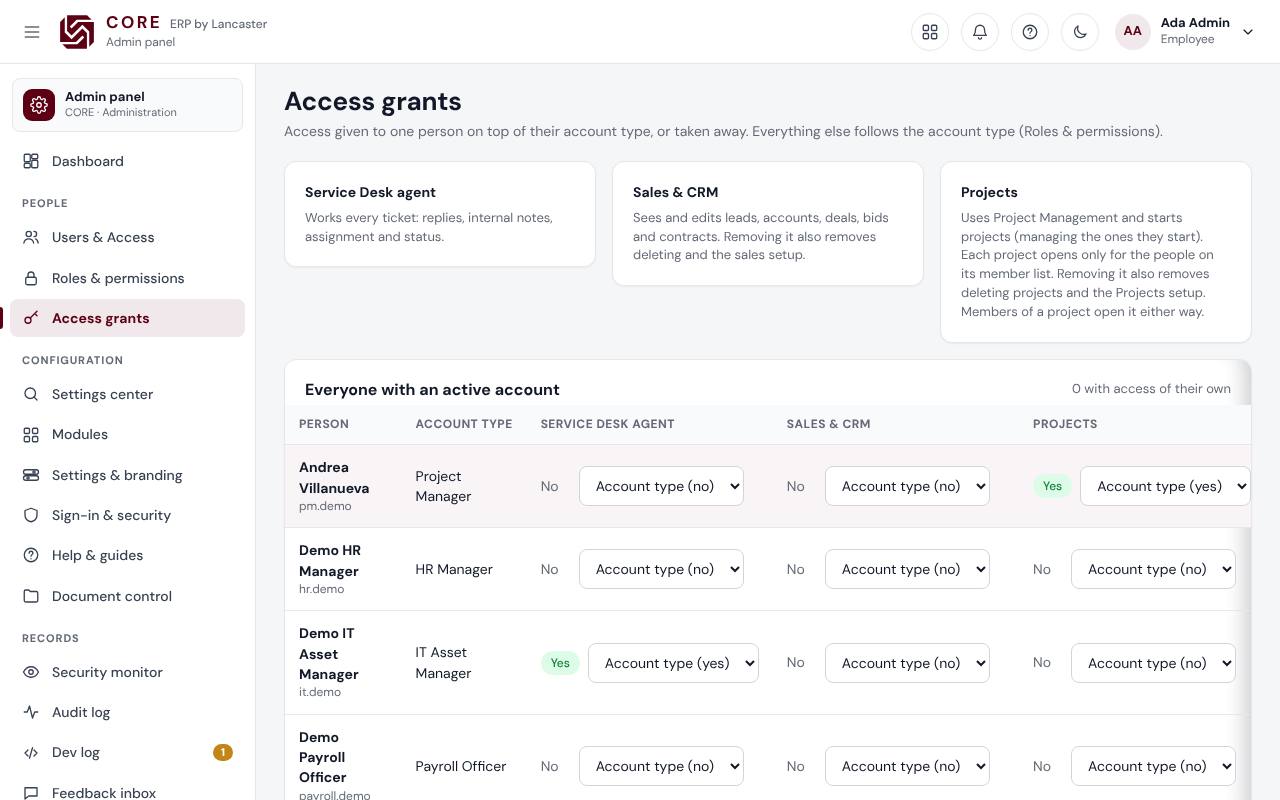 CORE ERP by Lancaster
Admin panel
AA
Ada Admin
Employee
Admin panel
CORE · Administration
Dashboard
PEOPLE
Users & Access
Roles & permissions
Access grants
CONFIGURATION
Settings center
Modules
Settings & branding
Sign-in & security
Help & guides
Document control
RECORDS
Security monitor
Audit log
Dev log 1
Feedback inbox
Access grants
Access given to one person on top of their account type, or taken away. Everything else follows the account type (Roles & permissions).
Service Desk agent
Works every ticket: replies, internal notes,
assignment and status.
Sales & CRM
Sees and edits leads, accounts, deals, bids
and contracts. Removing it also removes
deleting and the sales setup.
Projects
Uses Project Management and starts
projects (managing the ones they start).
Each project opens only for the people on
its member list. Removing it also removes
deleting projects and the Projects setup.
Members of a project open it either way.
Everyone with an active account
0 with access of their own
PERSON ACCOUNT TYPE SERVICE DESK AGENT SALES & CRM PROJECTS
Andrea
Villanueva
pm.demo
Project
Manager
No Account type (no) No Account type (no) Yes Account type (yes)
Demo HR
Manager
hr.demo
HR Manager
No Account type (no) No Account type (no) No Account type (no)
Demo IT
Asset
Manager
it.demo
IT Asset
Manager
Yes Account type (yes) No Account type (no) No Account type (no)
Demo
Payroll
Officer
payroll.demo
Payroll Officer
No Account type (no) No Account type (no) No Account type (no)